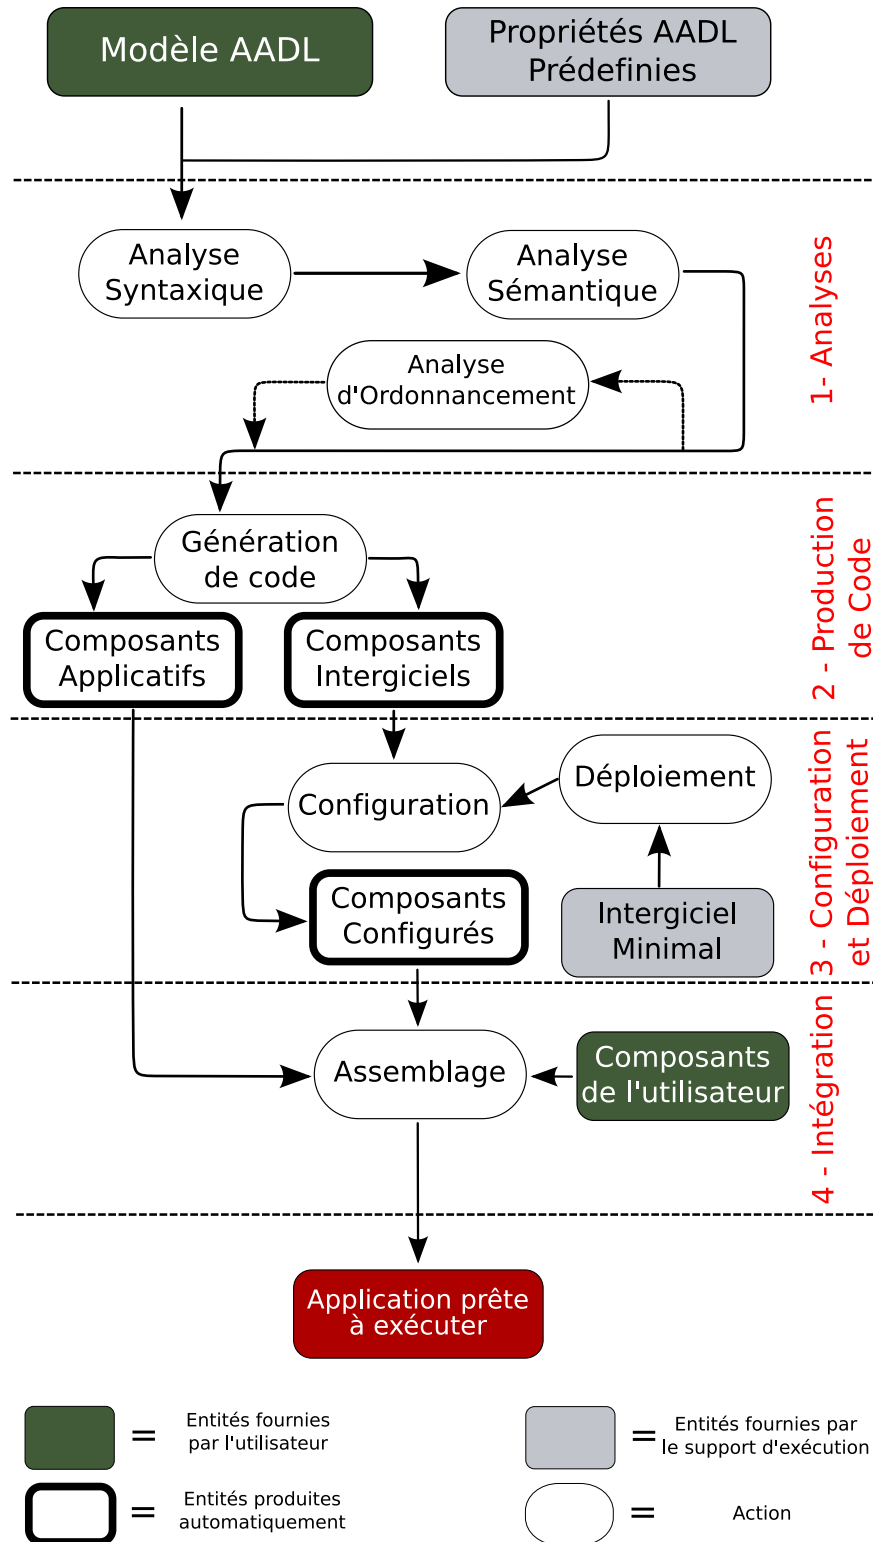 Modèle AADL
Propriétés AADL
Prédefinies
Analyse
Syntaxique
Analyse
Sémantique
Analyse
d'Ordonnancement
1- Analyses
Génération
de code
Composants
Applicatifs
Composants
Intergiciels
2 - Production
de Code
Configuration
Déploiement
Composants
Configurés
Intergiciel
Minimal
3 - Configuration
et Déploiement
Assemblage
Composants
de l'utilisateur
4 - Intégration
Application prête
à exécuter
=
Entités fournies
par l'utilisateur
=
Entités fournies par
le support d'exécution
=
Entités produites
automatiquement
=
Action